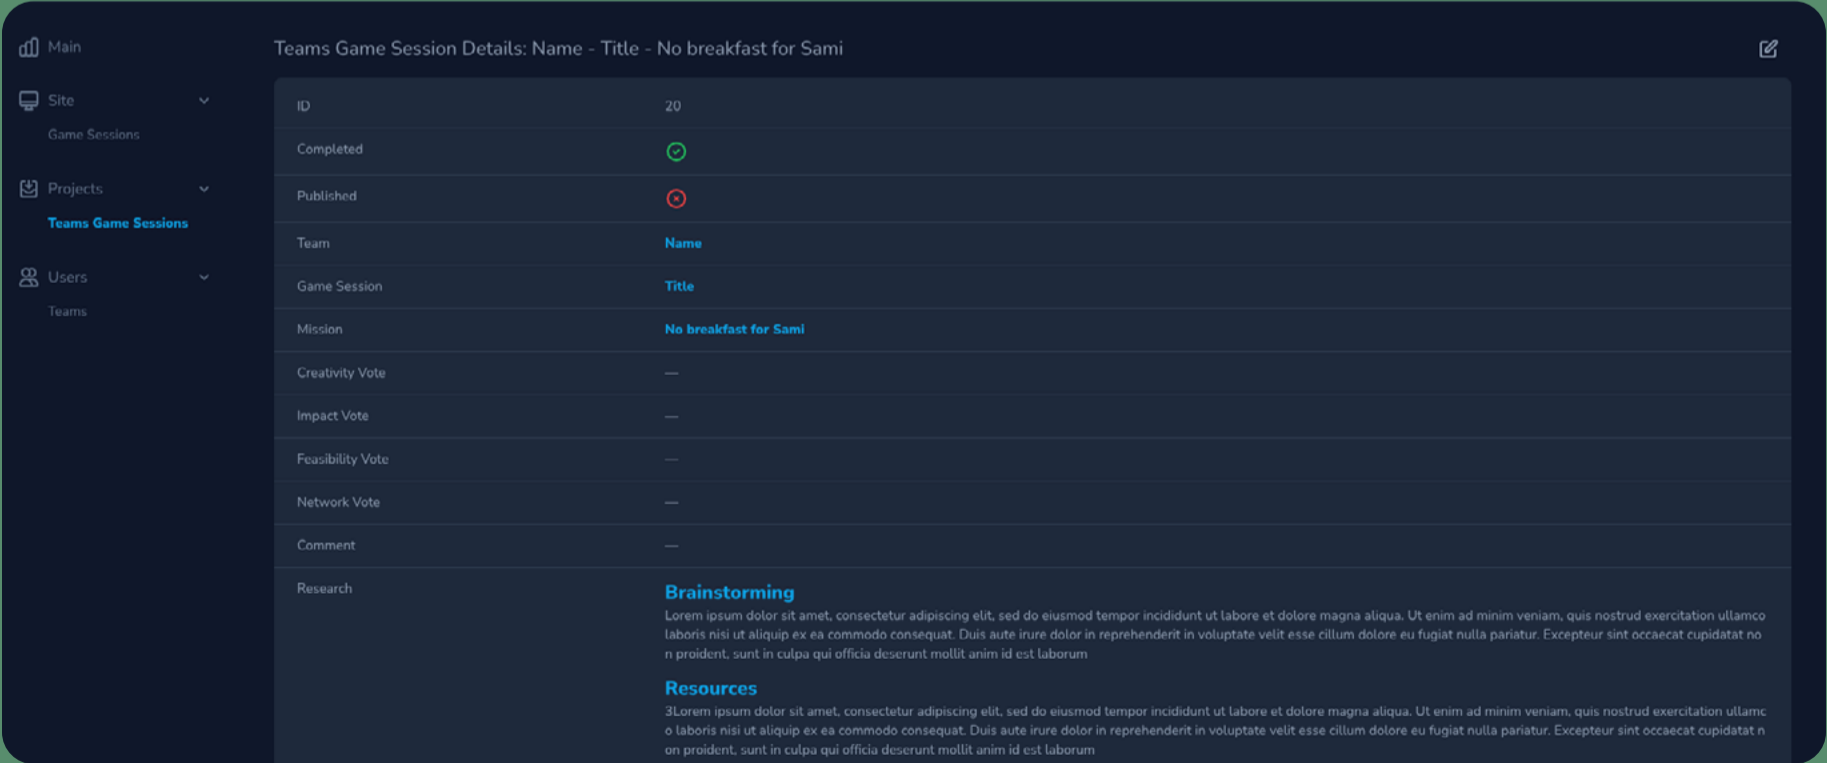 Main
Site
Game Sessions
Projects
Teams Game Sessions
Users
Teams
Teams Game Session Details: Name - Title - No breakfast for Sami
ID 20
Completed
Published
Team Name
Game Session Title
Mission No breakfast for Sami
Creativity Vote —
Impact Vote —
Feasibility Vote —
Network Vote —
Comment —
Research Brainstorming
Lorem ipsum dolor sit amet, consectetur adipiscing elit, sed do eiusmod tempor incididunt ut labore et dolore magna aliqua. Ut enim ad minim veniam, quis nostrud exercitation ullamco
laboris nisi ut aliquip ex ea commodo consequat. Duis aute irure dolor in reprehenderit in voluptate velit esse cillum dolore eu fugiat nulla pariatur. Excepteur sint occaecat cupidatat no
n proident, sunt in culpa qui officia deserunt mollit anim id est laborum
Resources
3Lorem ipsum dolor sit amet, consectetur adipiscing elit, sed do eiusmod tempor incididunt ut labore et dolore magna aliqua. Ut enim ad minim veniam, quis nostrud exercitation ullamc
o laboris nisi ut aliquip ex ea commodo consequat. Duis aute irure dolor in reprehenderit in voluptate velit esse cillum dolore eu fugiat nulla pariatur. Excepteur sint occaecat cupidatat n
on proident, sunt in culpa qui officia deserunt mollit anim id est laborum